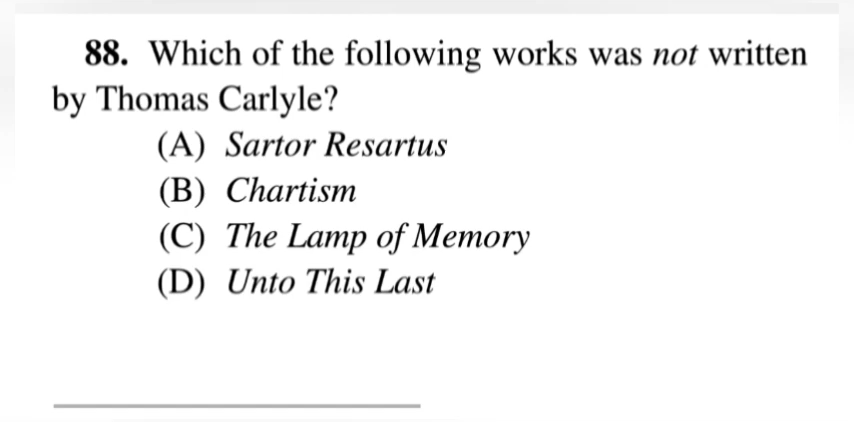 88. Which of the following works was not written
by Thomas Carlyle?
(A) Sartor Resartus
(B) Chartism
(C) The Lamp of Memory
(D) Unto This Last